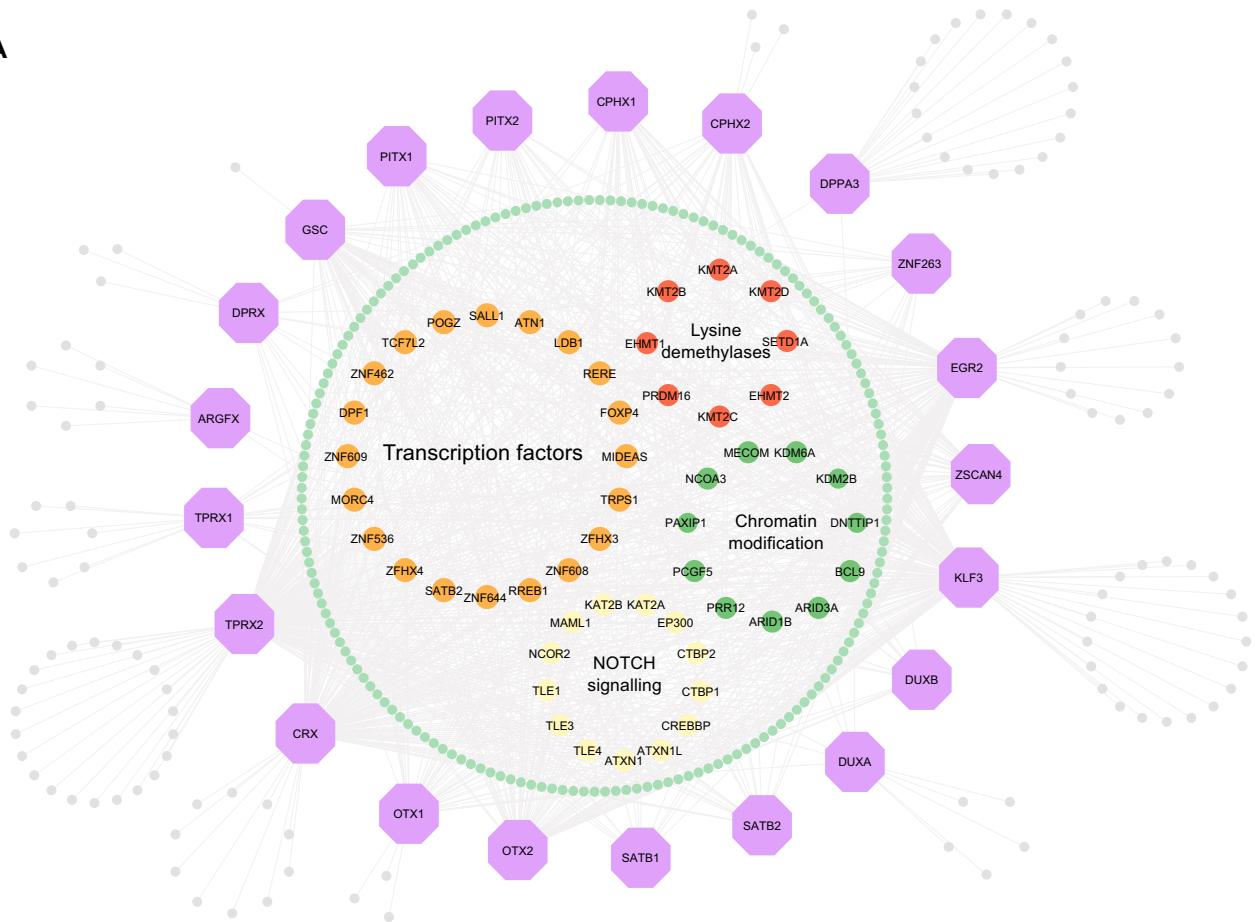 A
CPHX1
PITX2
CPHX2
PITX1
DPPA3
GSC
ZNF263
KMT2A
KMT2B
KMT2D
DPRX
SALL1
POGZ
ATN1
TCF7L2
LDB1
EHMT1
Lysine
demethylases
SETD1A
ZNF462
RERE
EGR2
PRDM16
EHMT2
DPF1
FOXP4
KMT2C
ARGFX
Transcription factors
ZNF609
MIDEAS
MECOM
KDM6A
NCOA3
KDM2B
ZSCAN4
MORC4
TRPS1
TPRX1
PAXIP1
Chromatin
modification
DNTTIP1
ZNF536
ZFHX3
ZFHX4
ZNF608
PCGF5
BCL9
KLF3
SATB2
ZNF644
RREB1
KAT2B
KAT2A
PRR12
ARID3A
MAML1
EP300
ARID1B
TPRX2
NCOR2
NOTCH
signalling
CTBP2
DUXB
TLE1
CTBP1
TLE3
CREBBP
CRX
TLE4
ATXN1
ATXN1L
DUXA
OTX1
SATB2
OTX2
SATB1